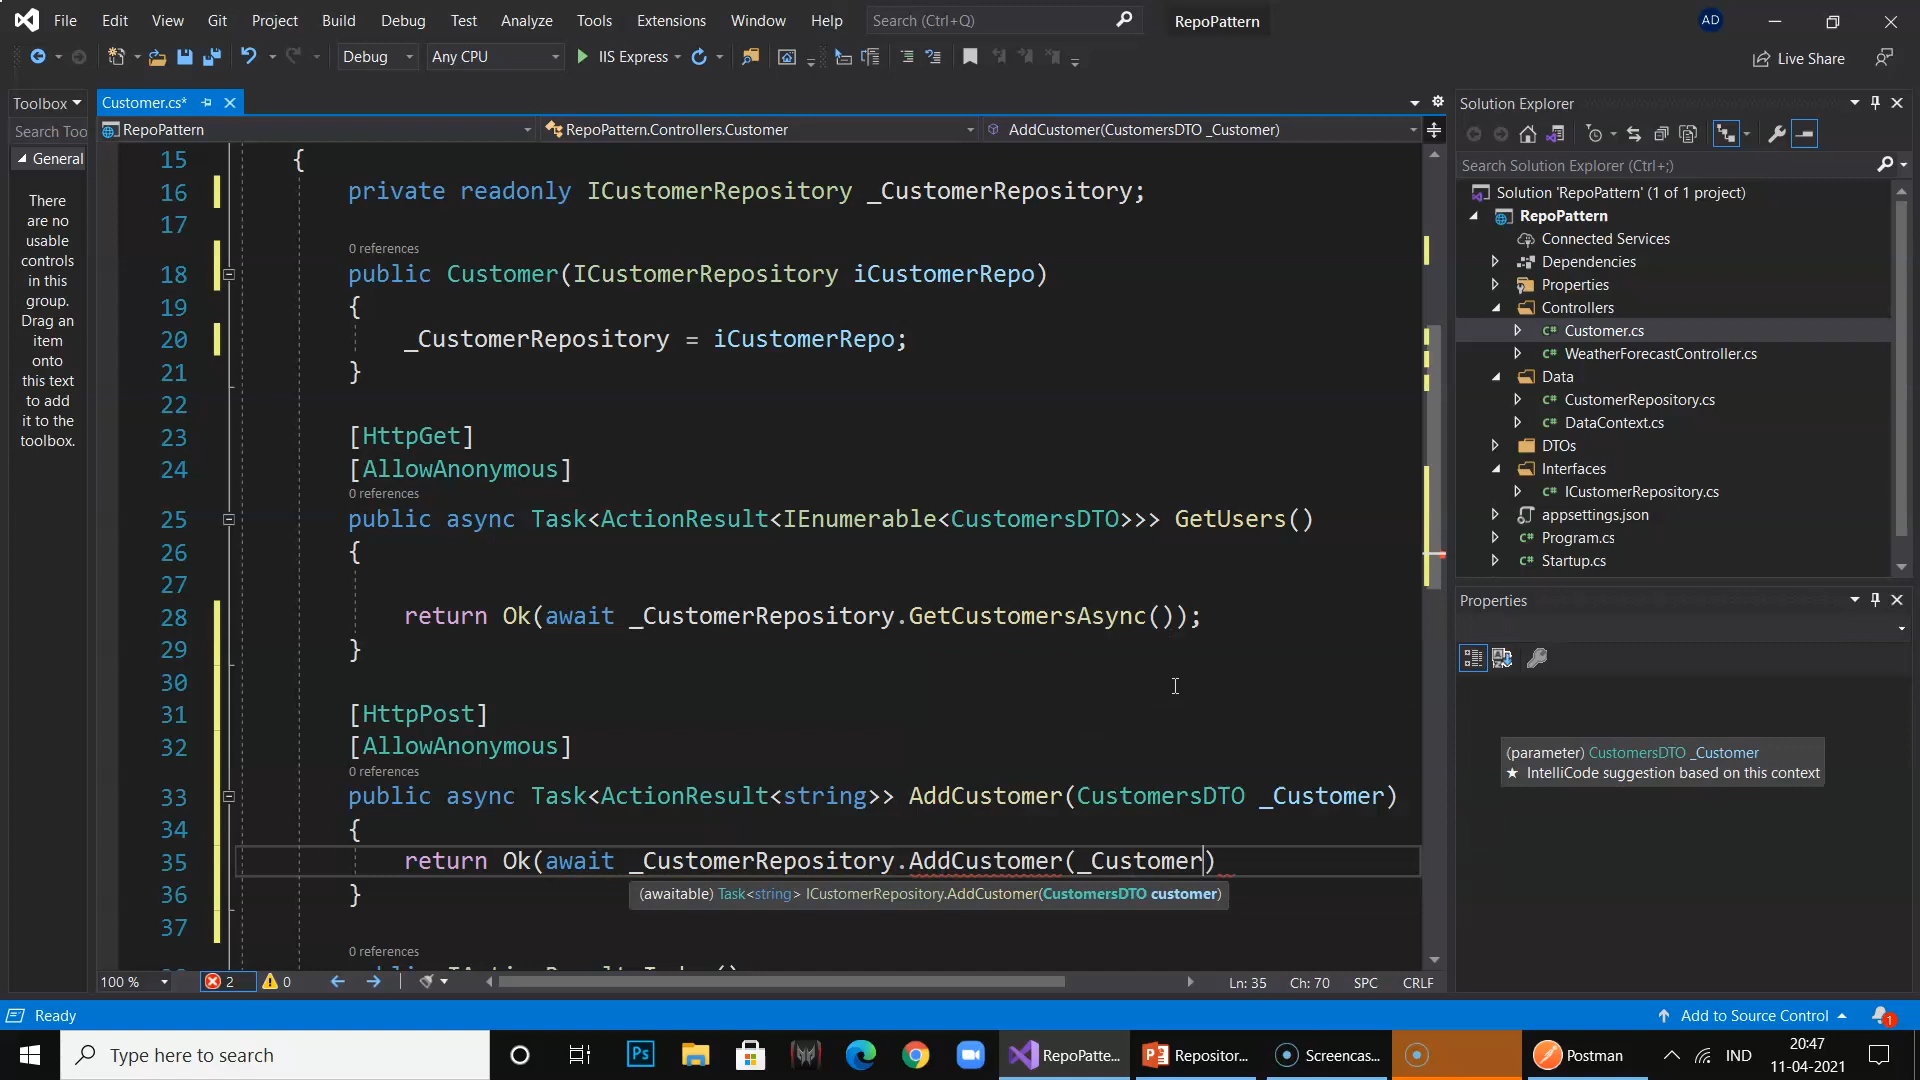 File Edit View Git Project Build Debug Test Analyze Tools Extensions Window Help Search (Ctrl+Q) RepoPattern AD
Debug Any CPU IIS Express Live Share
Toolbox Customer.cs* Solution Explorer
Search Too RepoPattern RepoPattern.Controllers.Customer AddCustomer(CustomersDTO _Customer)
General
There
are no
usable
controls
in this
group.
Drag an
item
onto
this text
to add
it to the
toolbox.
15 {
16 private readonly ICustomerRepository _CustomerRepository;
17
0 references
18 public Customer(ICustomerRepository iCustomerRepo)
19 {
20 _CustomerRepository = iCustomerRepo;
21 }
22
23 [HttpGet]
24 [AllowAnonymous]
0 references
25 public async Task<ActionResult<IEnumerable<CustomersDTO>>> GetUsers()
26 {
27
28 return Ok(await _CustomerRepository.GetCustomersAsync());
29 }
30
31 [HttpPost]
32 [AllowAnonymous]
0 references
33 public async Task<ActionResult<string>> AddCustomer(CustomersDTO _Customer)
34 {
35 return Ok(await _CustomerRepository.AddCustomer(_Customer)
(awaitable) Task<string> ICustomerRepository.AddCustomer(CustomersDTO customer)
36 }
37
0 references
Search Solution Explorer (Ctrl+;)
Solution 'RepoPattern' (1 of 1 project)
RepoPattern
Connected Services
Dependencies
Properties
Controllers
C# Customer.cs
C# WeatherForecastController.cs
Data
C# CustomerRepository.cs
C# DataContext.cs
DTOs
Interfaces
C# ICustomerRepository.cs
appsettings.json
C# Program.cs
C# Startup.cs
Properties
(parameter) CustomersDTO _Customer
★ IntelliCode suggestion based on this context
100 % 2 0 Ln: 35 Ch: 70 SPC CRLF
Ready Add to Source Control 1
Type here to search Ps RepoPatte... Repositor... Screencas... Postman IND 20:47
11-04-2021